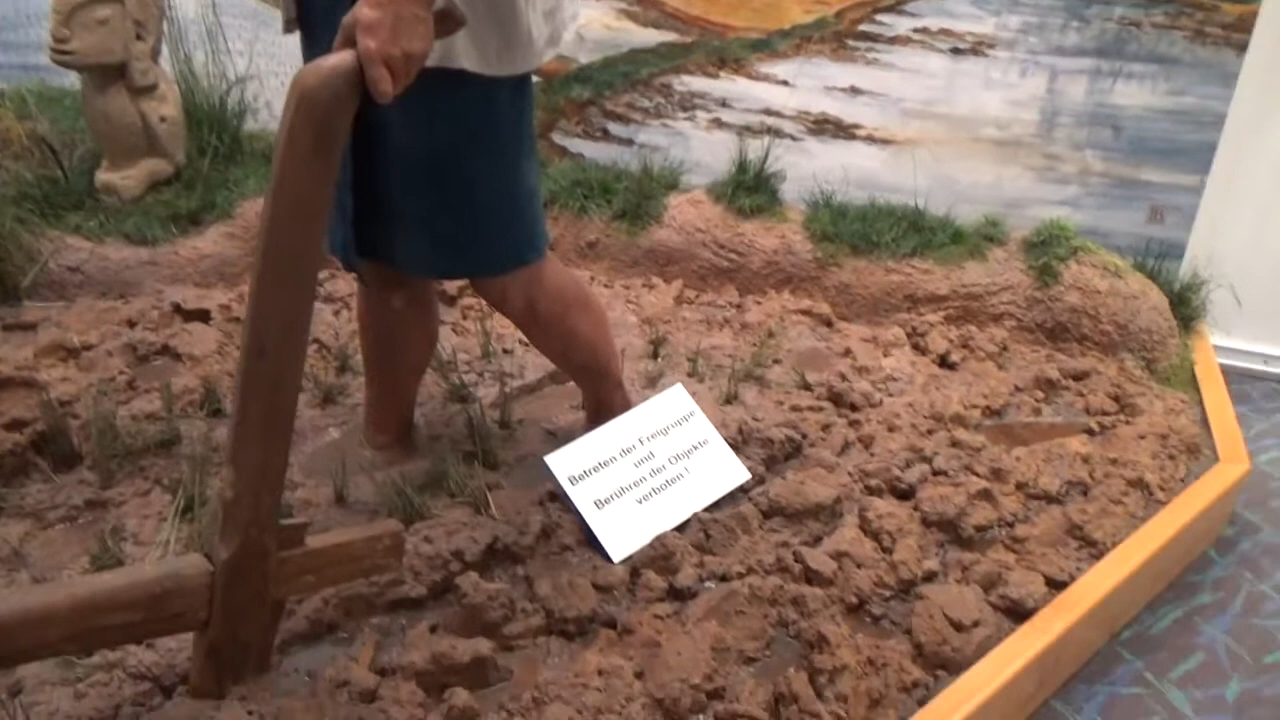 Betreten der Freigruppe
und
Berühren der Objekte
verboten !